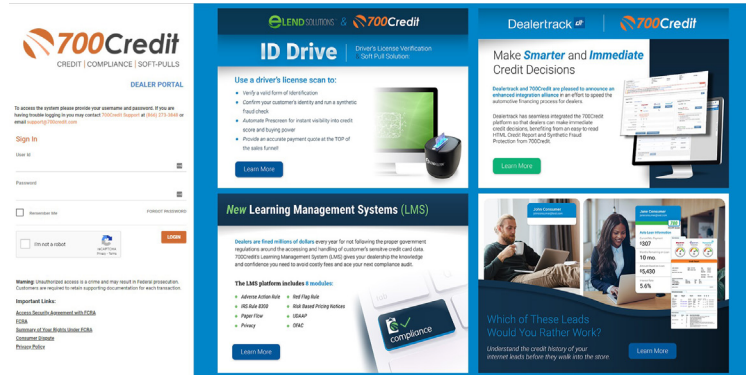 700Credit
CREDIT | COMPLIANCE | SOFT-PULLS
DEALER PORTAL
To access the system please provide your username and password. If you are
having trouble logging in you may contact 700Credit Support at (866) 273-3848 or
email support@700credit.com
Sign In
User Id
Password
Remember Me
FORGOT PASSWORD
I'm not a robot
reCAPTCHA
Privacy - Terms
LOGIN
Warning: Unauthorized access is a crime and may result in Federal prosecution.
Customers are required to retain supporting documentation for each transaction.
Important Links:
Access Security Agreement with FCRA
FCRA
Summary of Your Rights Under FCRA
Consumer Dispute
Privacy Policy
ELEND SOLUTIONS & 700Credit
ID Drive
Driver's License Verification
& Soft Pull Solution
Use a driver's license scan to:
Verify a valid form of identification
Confirm your customer's identity and run a synthetic
fraud check
Automate Prescreen for instant visibility into credit
score and buying power
Provide an accurate payment quote at the TOP of
the sales funnel!
Learn More
Dealertrack
700Credit
Make Smarter and Immediate
Credit Decisions
Dealertrack and 700Credit are pleased to announce an
enhanced integration alliance in an effort to speed the
automotive financing process for dealers.
Dealertrack has seamlessly integrated the 700Credit
platform so that dealers can make immediate
credit decisions, benefiting from an easy-to-read
HTML Credit Report and Synthetic Fraud
Protection from 700Credit.
Learn More
New Learning Management Systems (LMS)
Dealers are fined millions of dollars every year for not following the proper government
regulations around the accessing and handling of customer's sensitive credit card data.
700Credit's Learning Management System (LMS) gives your dealership the knowledge
and confidence you need to avoid costly fees and ace your next compliance audit.
The LMS platform includes 8 modules:
Adverse Action Rule
IRS Rule 8300
Paper Flow
Privacy
Red Flag Rule
Risk Based Pricing Notices
UDAAP
OFAC
compliance
Learn More
John Consumer
Jane Consumer
Auto Loan Information
$307
10 mo.
$5,430
5.6%
Which of These Leads
Would You Rather Work?
Understand the credit history of your
internet leads before they walk into the store.
Learn More